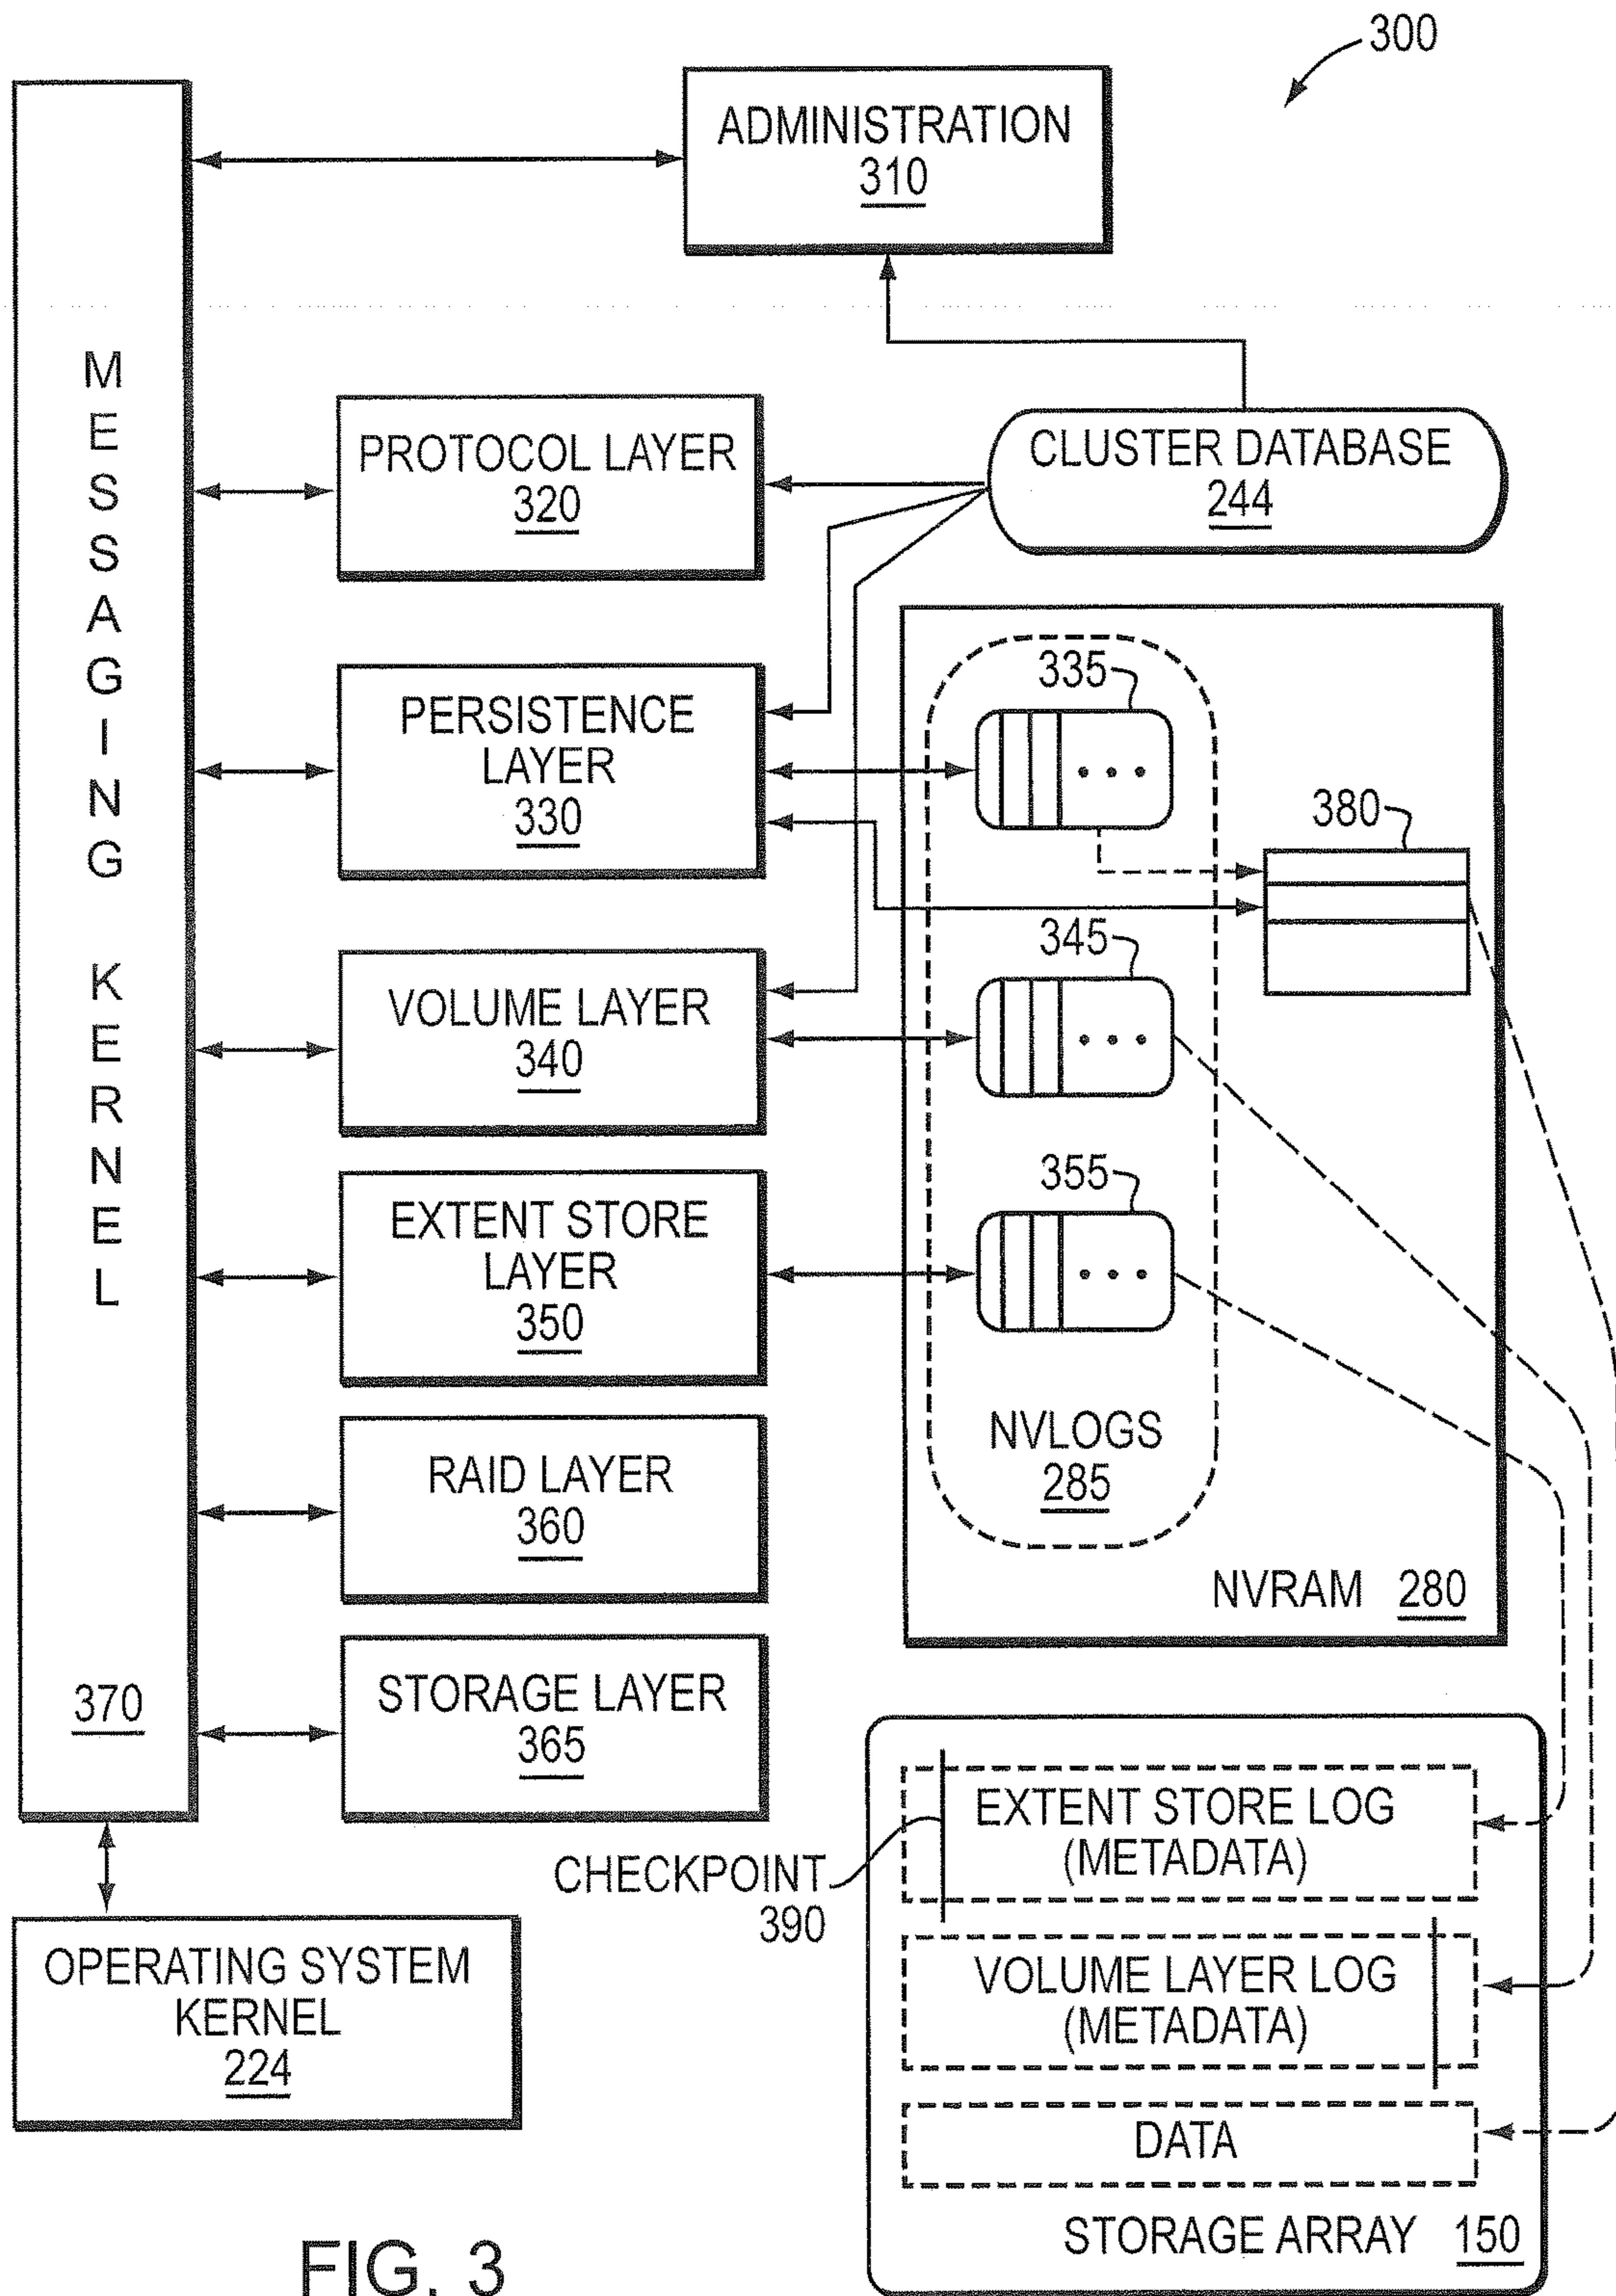 300
ADMINISTRATION
310
MESSAGING KERNEL
370
PROTOCOL LAYER
320
CLUSTER DATABASE
244
PERSISTENCE
LAYER
330
335
380
VOLUME LAYER
340
345
EXTENT STORE
LAYER
350
355
NVLOGS
285
RAID LAYER
360
NVRAM 280
STORAGE LAYER
365
EXTENT STORE LOG
(METADATA)
CHECKPOINT
390
VOLUME LAYER LOG
(METADATA)
DATA
STORAGE ARRAY 150
OPERATING SYSTEM
KERNEL
224
FIG. 3